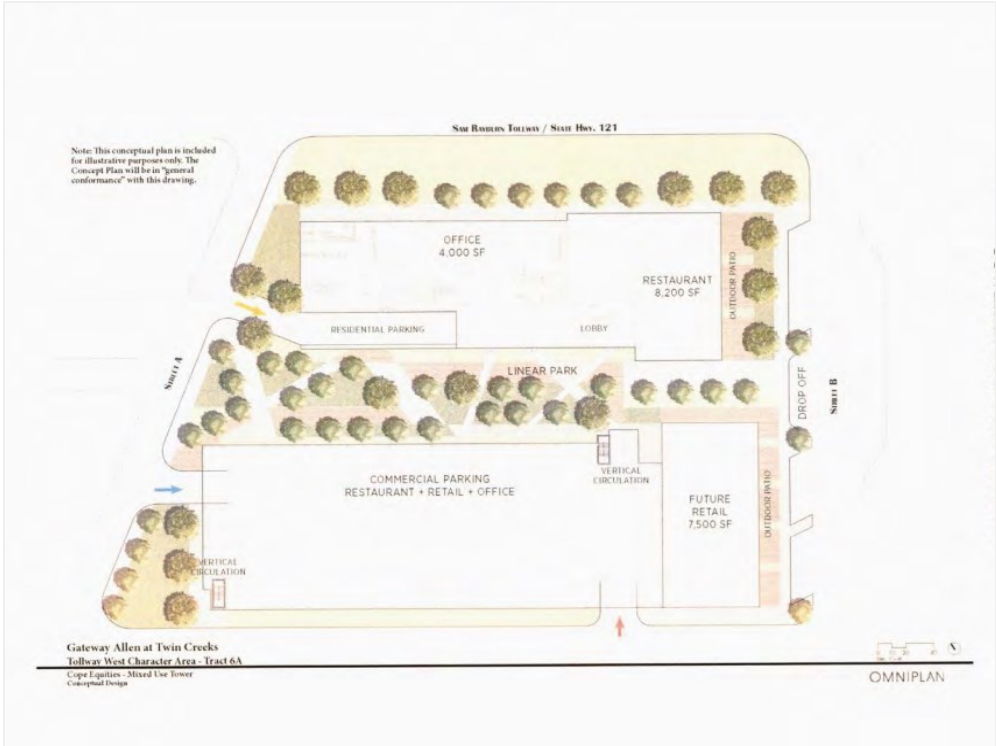 SAM RAYBURN TOLLWAY / STATE HWY. 121
Note: This conceptual plan is included
for illustrative purposes only. The
Concept Plan will be in "general
conformance" with this drawing.
OFFICE
4,000 SF
RESTAURANT
8,200 SF
OUTDOOR PATIO
RESIDENTIAL PARKING
LOBBY
STREET A
LINEAR PARK
DROP OFF
STREET B
COMMERCIAL PARKING
RESTAURANT + RETAIL + OFFICE
VERTICAL
CIRCULATION
FUTURE
RETAIL
7,500 SF
OUTDOOR PATIO
VERTICAL
CIRCULATION
Gateway Allen at Twin Creeks
Tollway West Character Area - Tract 6A
Cope Equities - Mixed Use Tower
Conceptual Design
OMNIPLAN